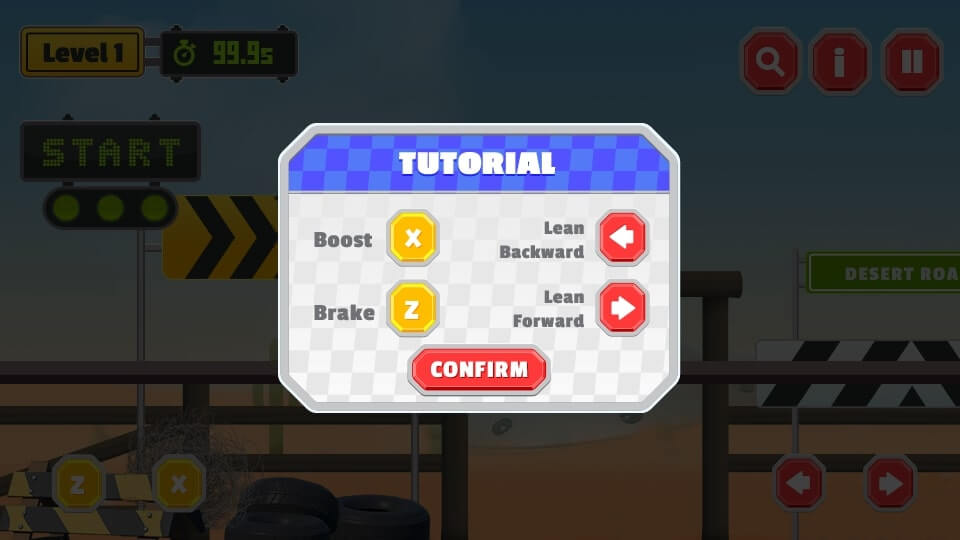 Level 1
99.9s
START
TUTORIAL
Boost X
Lean
Backward
Brake Z
Lean
Forward
CONFIRM
DESERT ROA
Z X